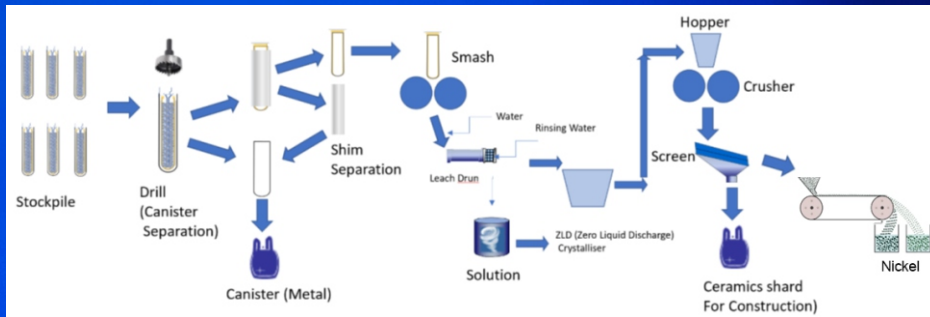 Stockpile
Drill
(Canister
Separation)
Canister (Metal)
Shim
Separation
Smash
Water
Rinsing Water
Leach Drun
Solution
ZLD (Zero Liquid Discharge)
Crystalliser
Hopper
Crusher
Screen
Ceramics shard
For Construction)
Nickel